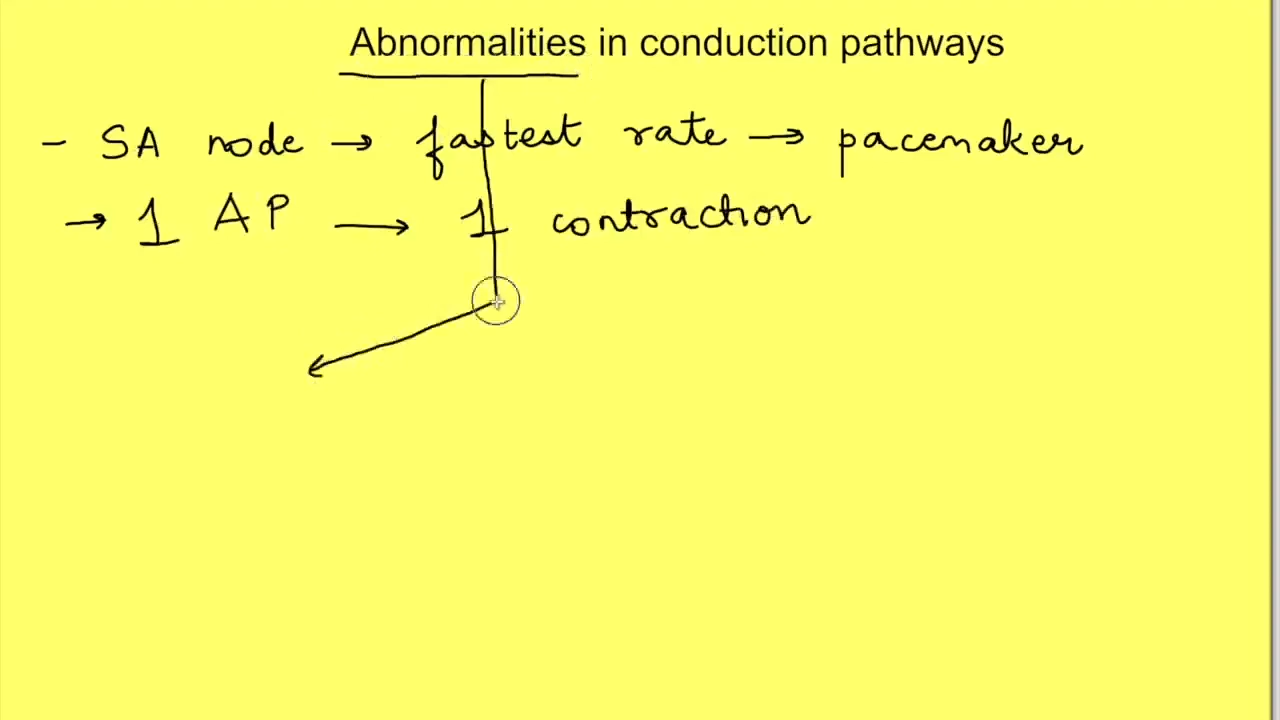 Abnormalities in conduction pathways
- SA node → fastest rate → pacemaker
→ 1 AP → 1 contraction